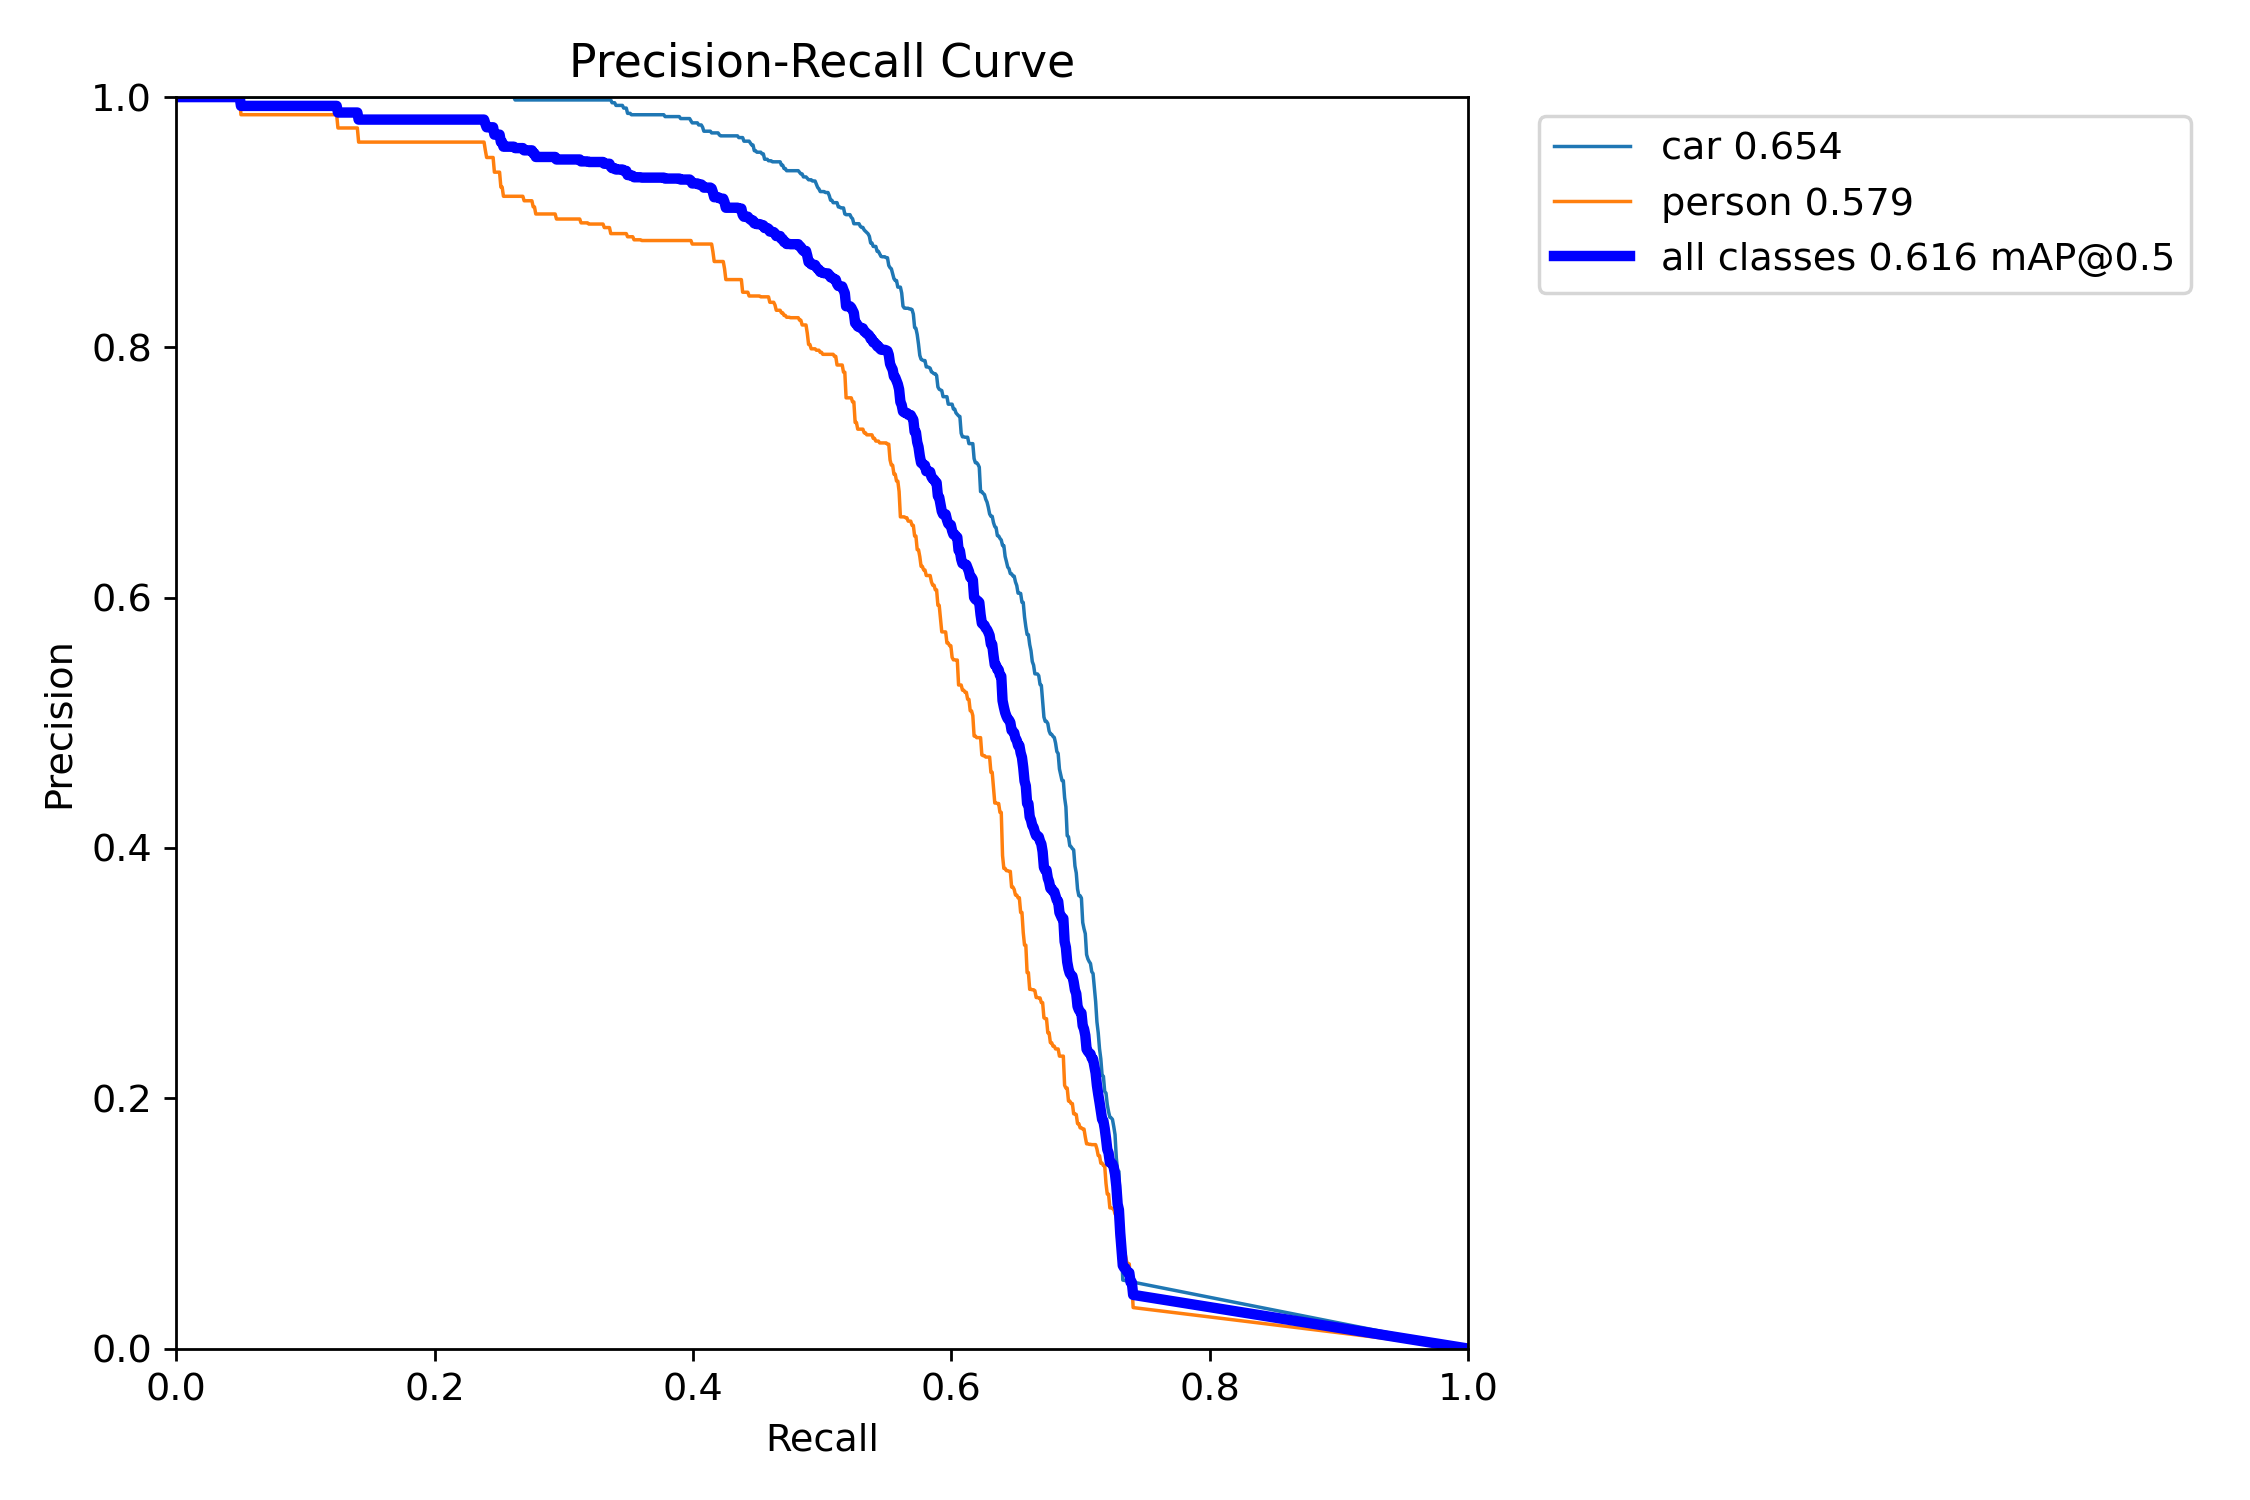 Precision-Recall Curve
1.0
0.8
0.6
0.4
0.2
0.0
Precision
0.0 0.2 0.4 0.6 0.8 1.0
Recall
car 0.654
person 0.579
all classes 0.616 mAP@0.5